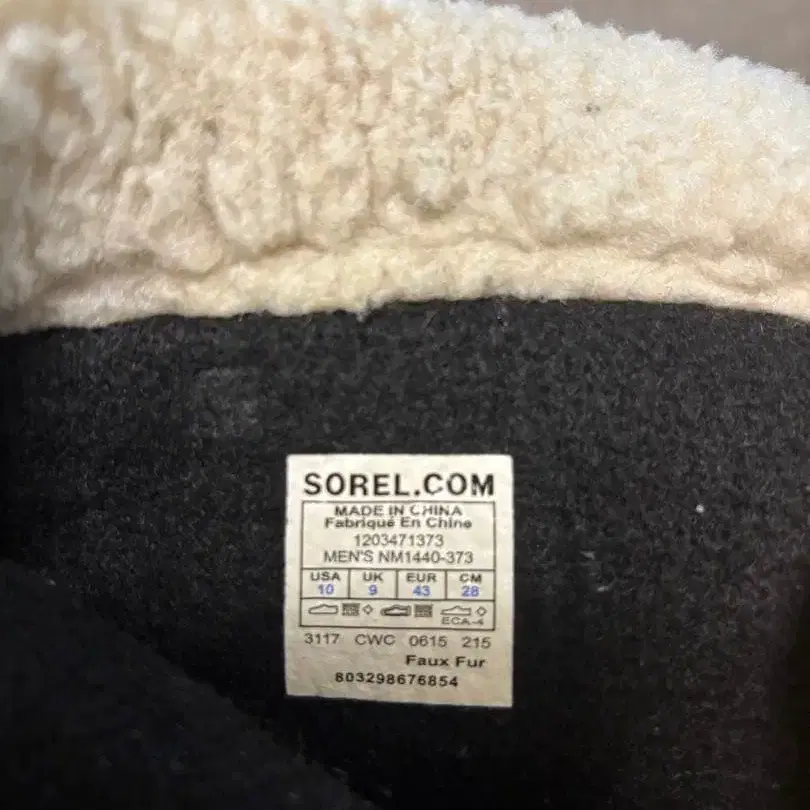 SOREL.COM
MADE IN CHINA
Fabriqué En Chine
1203471373
MEN'S NM1440-373
USA UK EUR CM
10 9 43 28
ECA-4
3117 CWC 0615 215
Faux Fur
803298676854